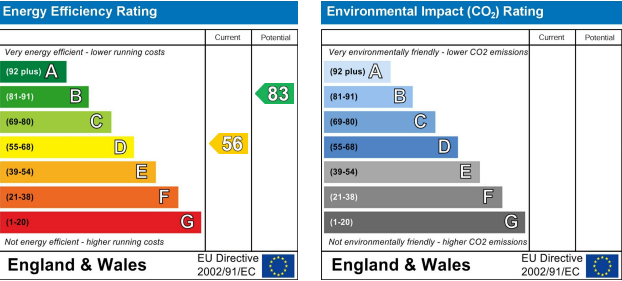 Energy Efficiency Rating
Current Potential
Very energy efficient - lower running costs
(92 plus) A
(81-91) B
83
(69-80) C
(55-68) D
56
(39-54) E
(21-38) F
(1-20) G
Not energy efficient - higher running costs
England & Wales
EU Directive
2002/91/EC
Environmental Impact (CO₂) Rating
Current Potential
Very environmentally friendly - lower CO2 emissions
(92 plus) A
(81-91) B
(69-80) C
(55-68) D
(39-54) E
(21-38) F
(1-20) G
Not environmentally friendly - higher CO2 emissions
England & Wales
EU Directive
2002/91/EC